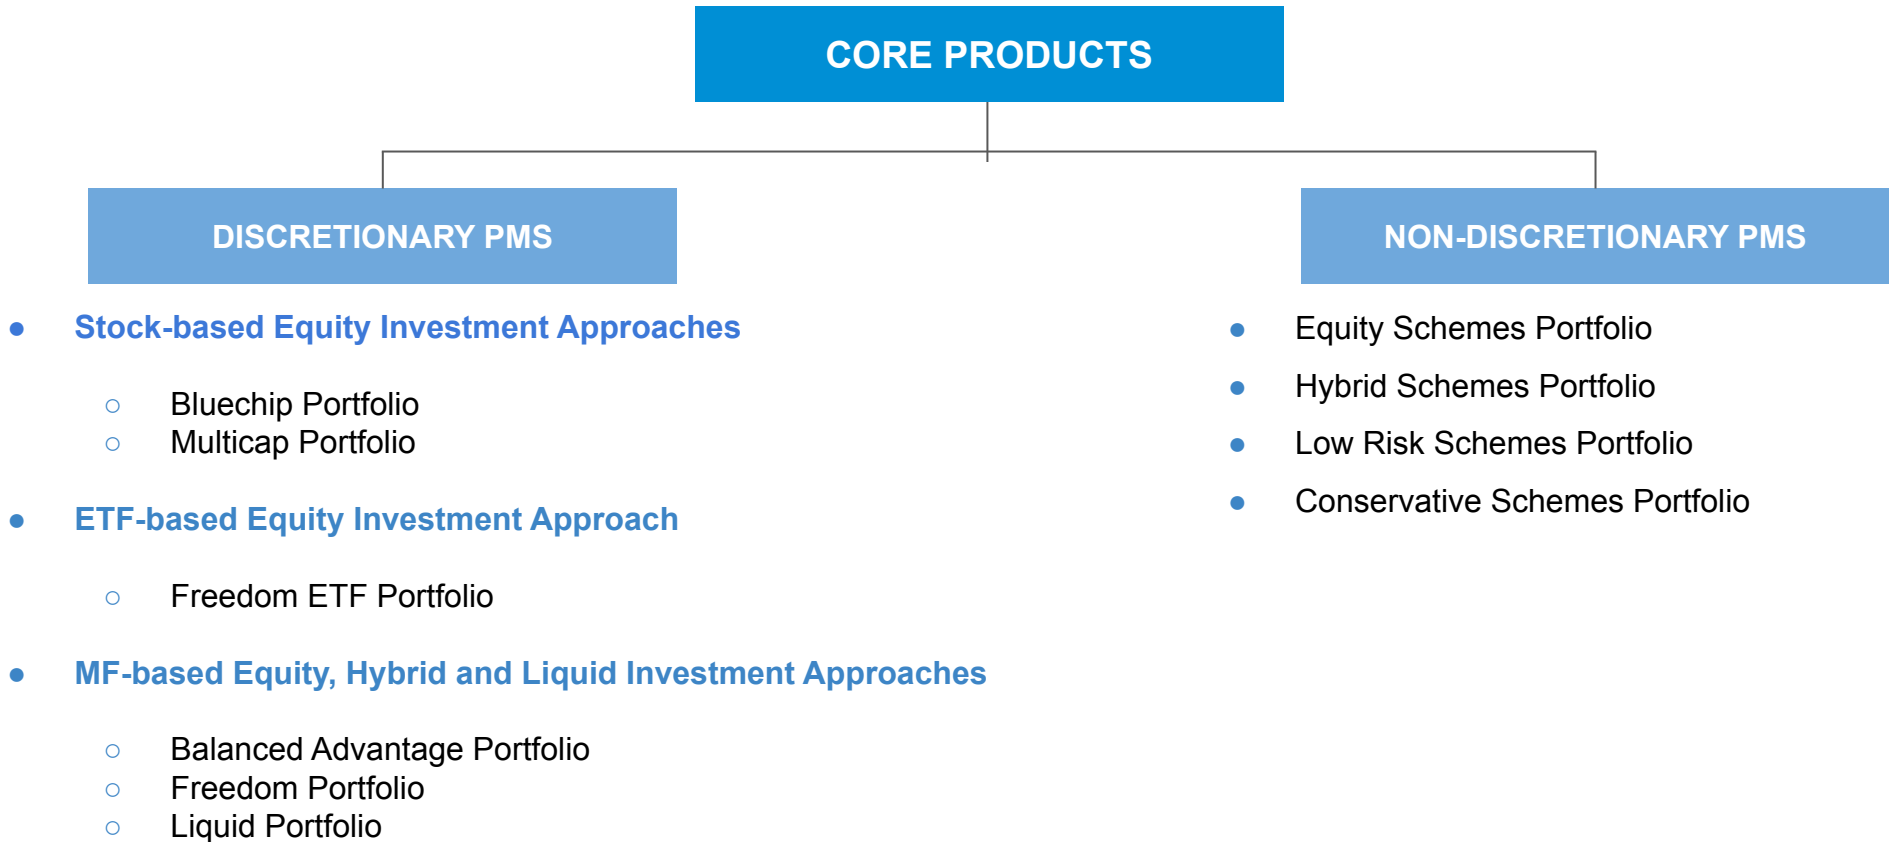 CORE PRODUCTS
DISCRETIONARY PMS
● Stock-based Equity Investment Approaches
○ Bluechip Portfolio
○ Multicap Portfolio
● ETF-based Equity Investment Approach
○ Freedom ETF Portfolio
● MF-based Equity, Hybrid and Liquid Investment Approaches
○ Balanced Advantage Portfolio
○ Freedom Portfolio
○ Liquid Portfolio
NON-DISCRETIONARY PMS
● Equity Schemes Portfolio
● Hybrid Schemes Portfolio
● Low Risk Schemes Portfolio
● Conservative Schemes Portfolio